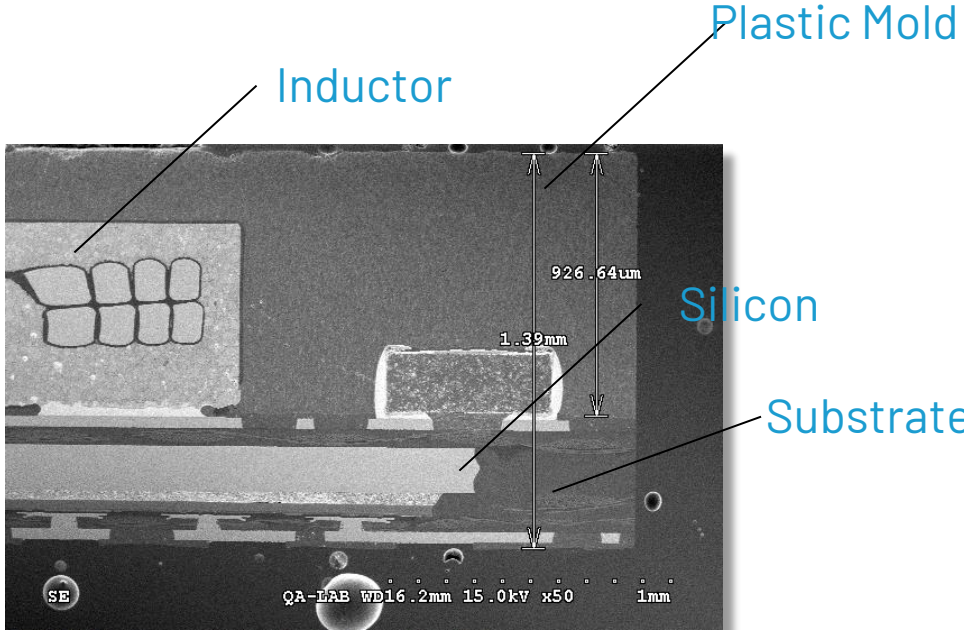 Plastic Mold
Inductor
926.64um
Silicon
1.39mm
Substrate
SE
QA-LAB WD16.2mm 15.0kV x50 1mm